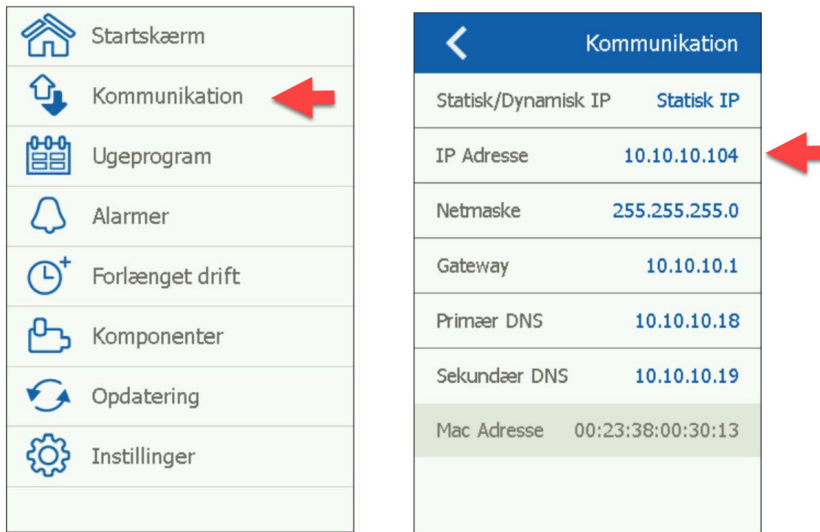 Startskærm
Kommunikation
Ugeprogram
Alarmer
Forlænget drift
Komponenter
Opdatering
Instillinger
Kommunikation
Statisk/Dynamisk IP Statisk IP
IP Adresse 10.10.10.104
Netmaske 255.255.255.0
Gateway 10.10.10.1
Primær DNS 10.10.10.18
Sekundær DNS 10.10.10.19
Mac Adresse 00:23:38:00:30:13